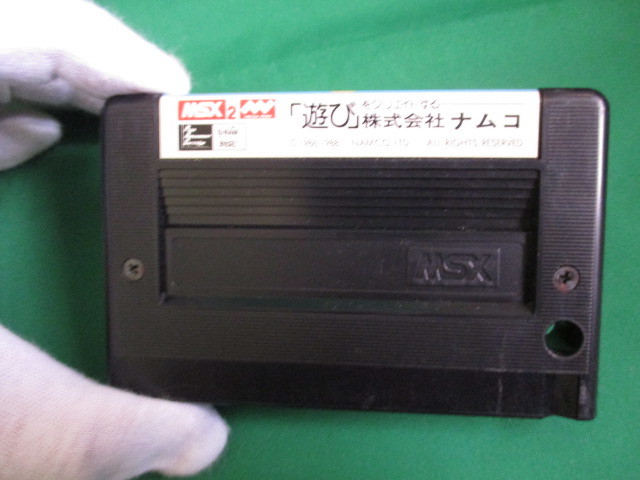 MSX 2
「遊び」をクリエイトする
株式会社 ナムコ
1986 1988 NAMCO LTD. ALL RIGHTS RESERVED
MSX